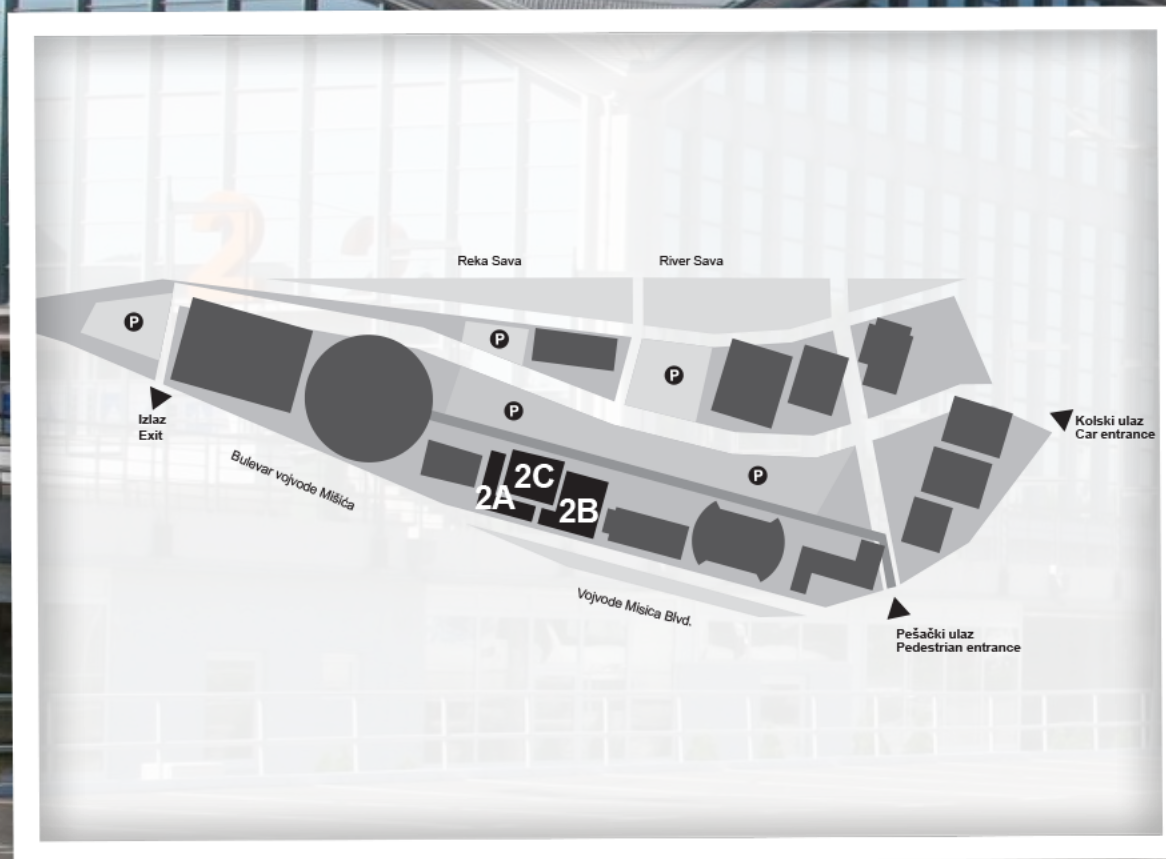 2
Reka Sava
River Sava
P
P
P
P
P
Izlaz
Exit
Kolski ulaz
Car entrance
Bulevar vojvode Mišića
2C
2A
2B
Vojvode Misica Blvd.
Pešački ulaz
Pedestrian entrance